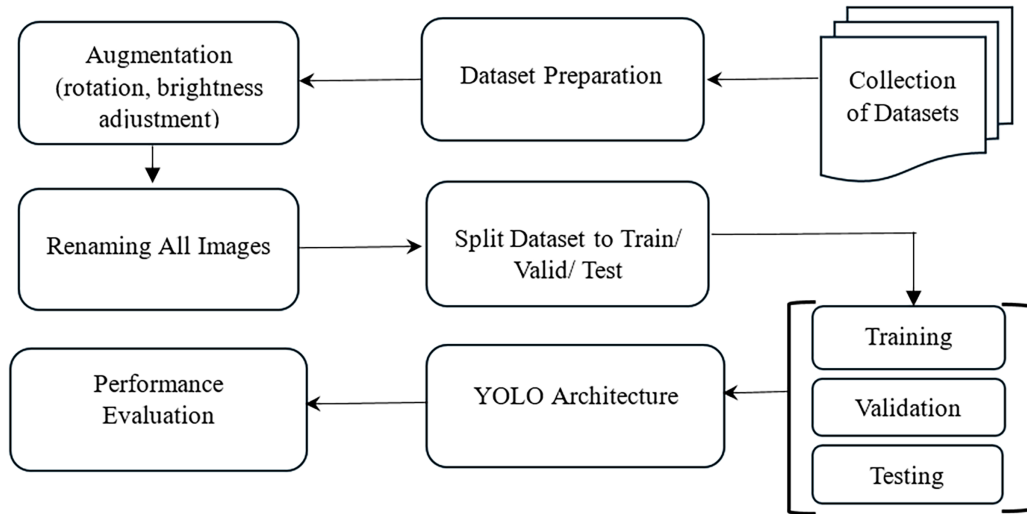 Collection
of Datasets
Dataset Preparation
Augmentation
(rotation, brightness
adjustment)
Renaming All Images
Split Dataset to Train/
Valid/ Test
Training
Validation
Testing
YOLO Architecture
Performance
Evaluation